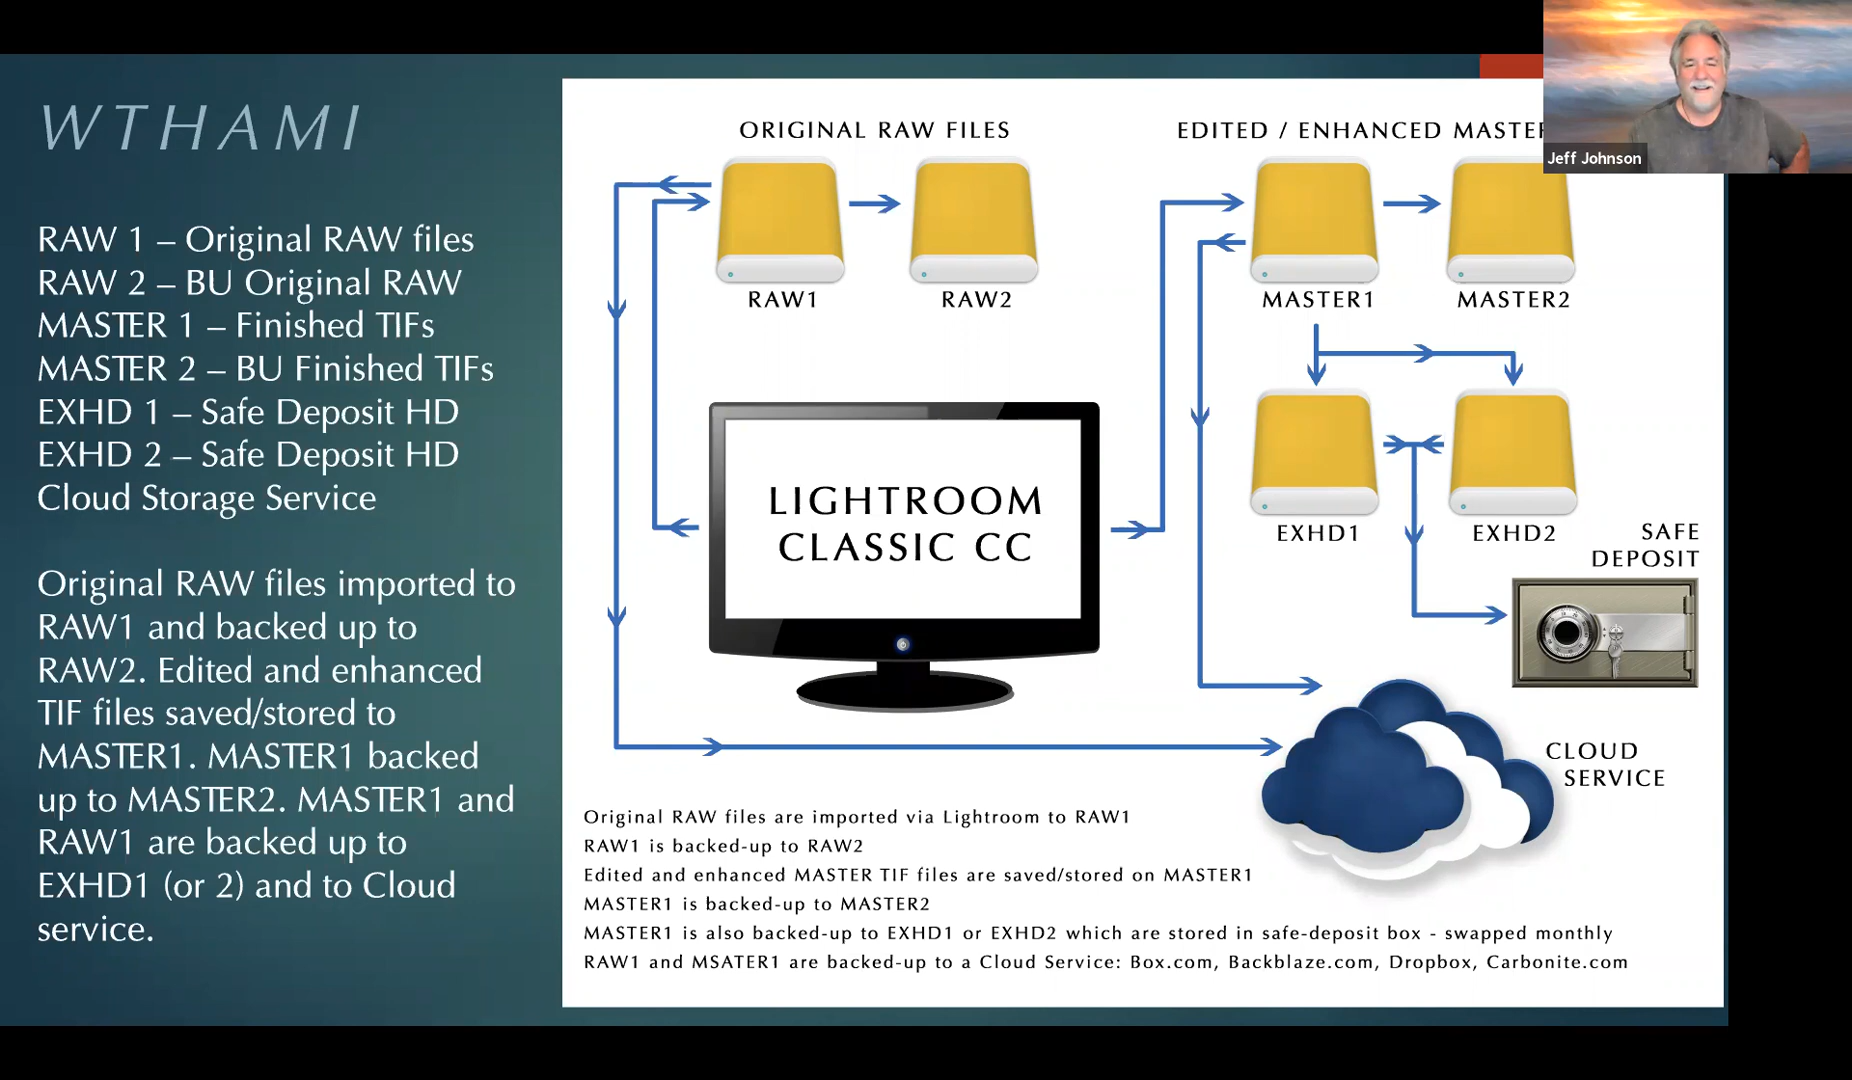 WTHAMI
RAW 1 – Original RAW files
RAW 2 – BU Original RAW
MASTER 1 – Finished TIFs
MASTER 2 – BU Finished TIFs
EXHD 1 – Safe Deposit HD
EXHD 2 – Safe Deposit HD
Cloud Storage Service
Original RAW files imported to
RAW1 and backed up to
RAW2. Edited and enhanced
TIF files saved/stored to
MASTER1. MASTER1 backed
up to MASTER2. MASTER1 and
RAW1 are backed up to
EXHD1 (or 2) and to Cloud
service.
ORIGINAL RAW FILES
EDITED / ENHANCED
Jeff Johnson
RAW1
RAW2
MASTER1
MASTER2
LIGHTROOM
CLASSIC CC
EXHD1
EXHD2
SAFE
DEPOSIT
CLOUD
SERVICE
Original RAW files are imported via Lightroom to RAW1
RAW1 is backed-up to RAW2
Edited and enhanced MASTER TIF files are saved/stored on MASTER1
MASTER1 is backed-up to MASTER2
MASTER1 is also backed-up to EXHD1 or EXHD2 which are stored in safe-deposit box - swapped monthly
RAW1 and MSATER1 are backed-up to a Cloud Service: Box.com, Backblaze.com, Dropbox, Carbonite.com